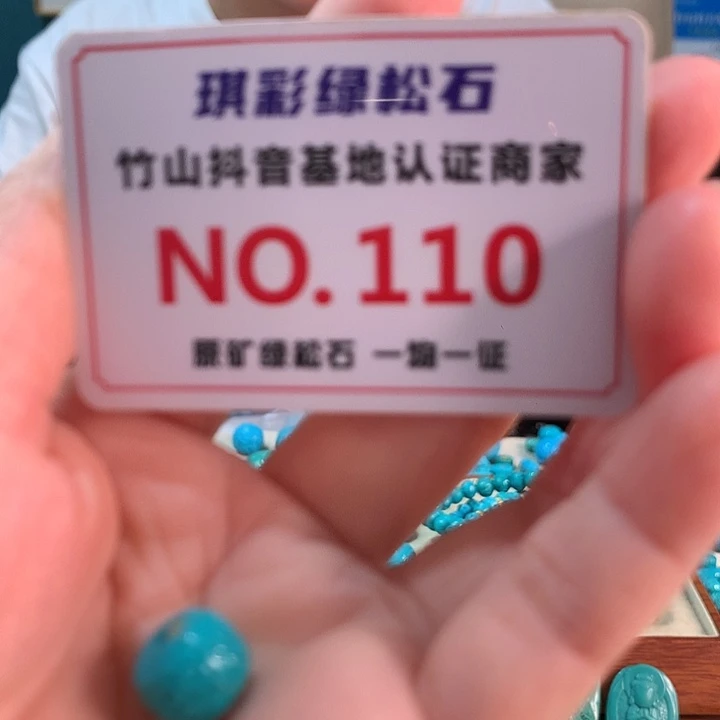 琪彩绿松石
竹山抖音基地认证商家
NO.110
原矿绿松石 一物一证